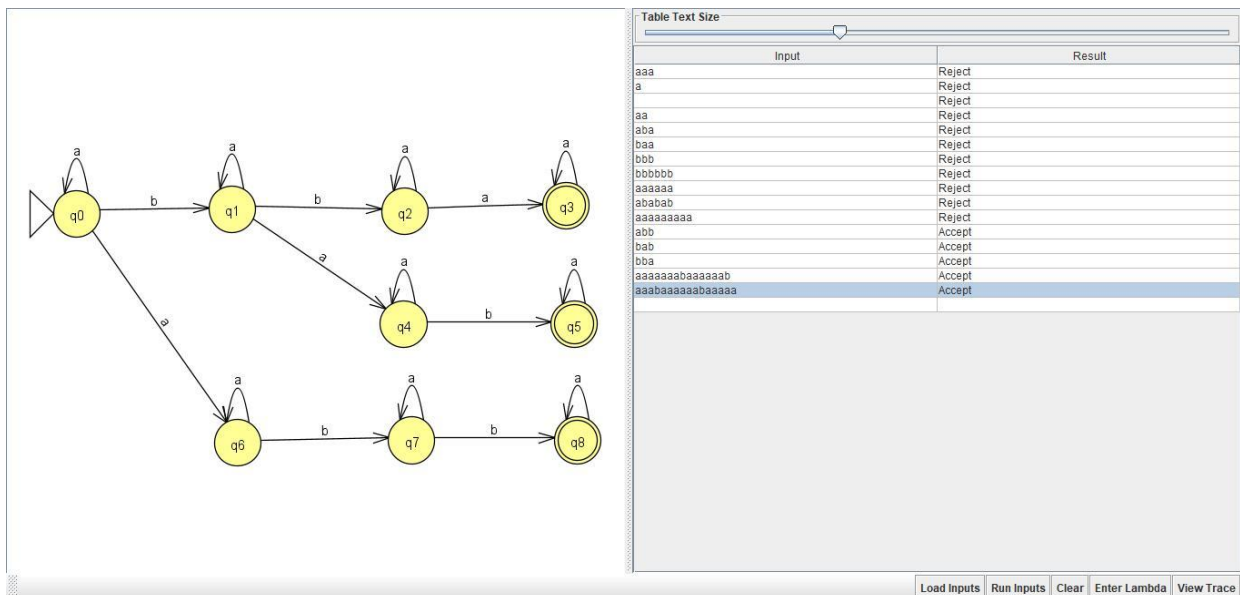 Table Text Size
Input Result
aaa Reject
a Reject
Reject
aa Reject
aba Reject
baa Reject
bbb Reject
bbbbbb Reject
aaaaaa Reject
ababab Reject
aaaaaaaaa Reject
abb Accept
bab Accept
bba Accept
aaaaaaabaaaaaab Accept
aaabaaaaaabaaaaa Accept
a a a a
q0 b q1 b q2 a q3
a a a
q4 b q5
a a a a
q6 b q7 b q8
Load Inputs Run Inputs Clear Enter Lambda View Trace